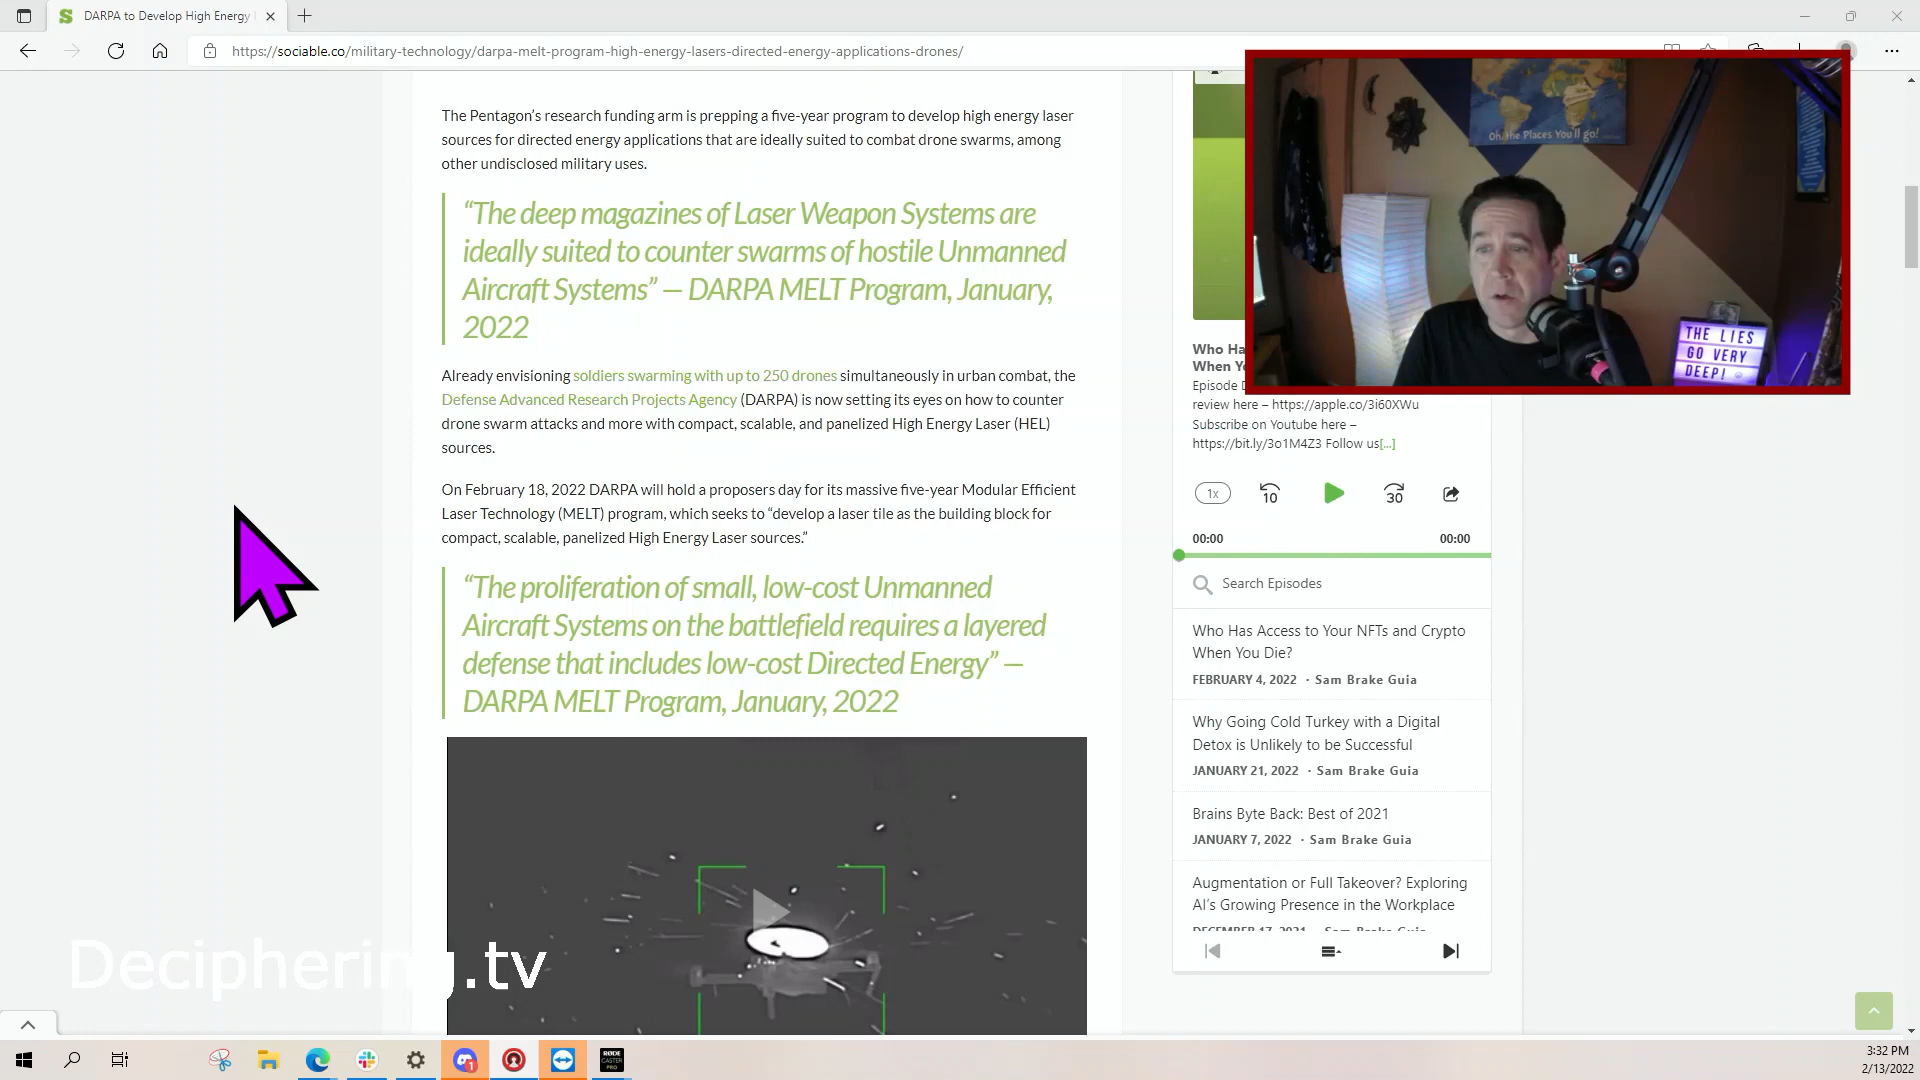 DARPA to Develop High Energy
https://sociable.co/military-technology/darpa-melt-program-high-energy-lasers-directed-energy-applications-drones/
The Pentagon’s research funding arm is prepping a five-year program to develop high energy laser
sources for directed energy applications that are ideally suited to combat drone swarms, among
other undisclosed military uses.
“The deep magazines of Laser Weapon Systems are
ideally suited to counter swarms of hostile Unmanned
Aircraft Systems” — DARPA MELT Program, January,
2022
Already envisioning soldiers swarming with up to 250 drones simultaneously in urban combat, the
Defense Advanced Research Projects Agency (DARPA) is now setting its eyes on how to counter
drone swarm attacks and more with compact, scalable, and panelized High Energy Laser (HEL)
sources.
On February 18, 2022 DARPA will hold a proposers day for its massive five-year Modular Efficient
Laser Technology (MELT) program, which seeks to “develop a laser tile as the building block for
compact, scalable, panelized High Energy Laser sources.”
“The proliferation of small, low-cost Unmanned
Aircraft Systems on the battlefield requires a layered
defense that includes low-cost Directed Energy” —
DARPA MELT Program, January, 2022
Deciphering.tv
Oh, the Places You'll go!
THE LIES
GO VERY
DEEP!
Who Ha
When Y
Episode
review here – https://apple.co/3i60XWu
Subscribe on Youtube here –
https://bit.ly/3o1M4Z3 Follow us[...]
1x
10
30
00:00
00:00
Search Episodes
Who Has Access to Your NFTs and Crypto
When You Die?
FEBRUARY 4, 2022 · Sam Brake Guia
Why Going Cold Turkey with a Digital
Detox is Unlikely to be Successful
JANUARY 21, 2022 · Sam Brake Guia
Brains Byte Back: Best of 2021
JANUARY 7, 2022 · Sam Brake Guia
Augmentation or Full Takeover? Exploring
AI’s Growing Presence in the Workplace
DECEMBER 17, 2021 · Sam Brake Guia
1
RØDE
CASTER
PRO
3:32 PM
2/13/2022